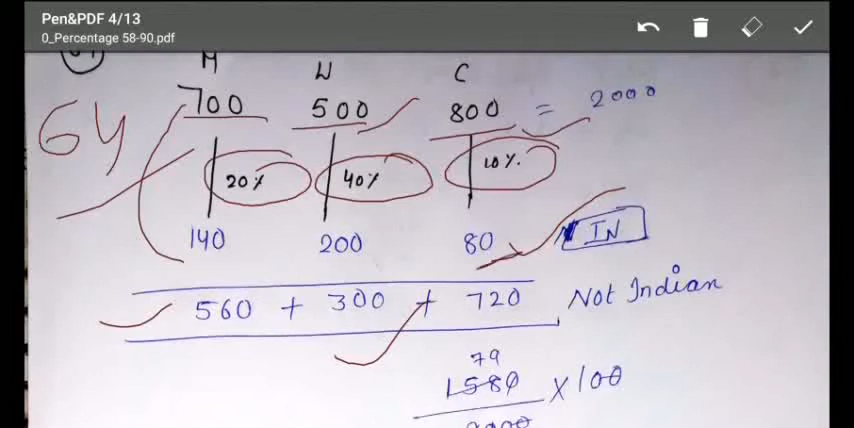 Pen&PDF 4/13
0_Percentage 58-90.pdf
M W C
64 700 500 800 = 2000
20% 40% 10%.
140 200 80 IN
560 + 300 + 720 Not Indian
79
1580 × 100
2000